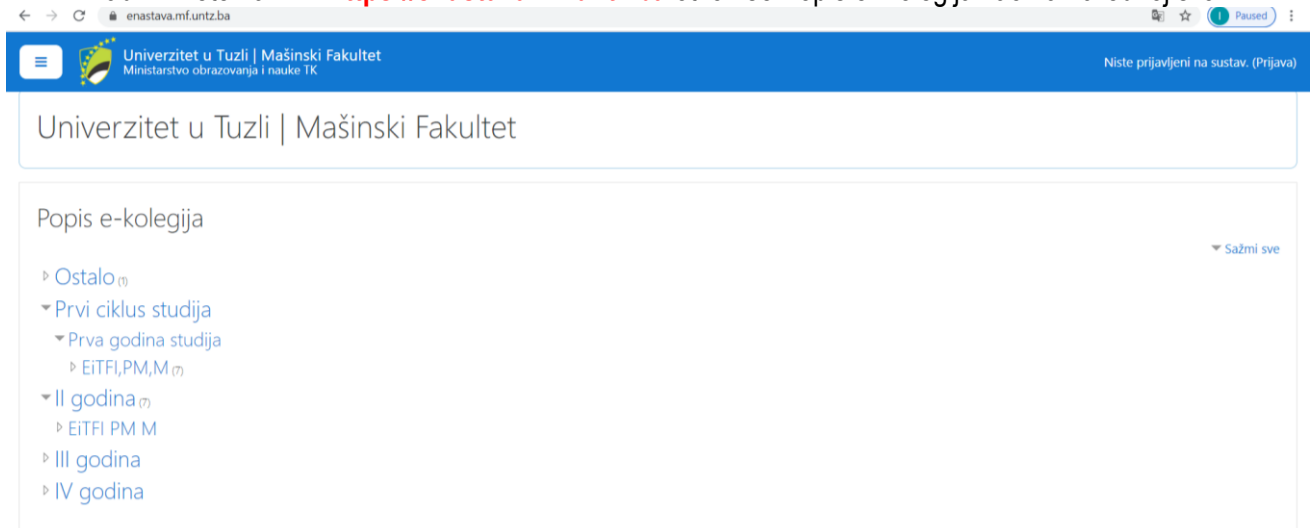 enastava.mf.untz.ba
Paused
Univerzitet u Tuzli | Mašinski Fakultet
Ministarstvo obrazovanja i nauke TK
Niste prijavljeni na sustav. (Prijava)
Univerzitet u Tuzli | Mašinski Fakultet
Popis e-kolegija
Sažmi sve
Ostalo (1)
Prvi ciklus studija
Prva godina studija
EiTFI,PM,M (7)
II godina (7)
EiTFI PM M
III godina
IV godina